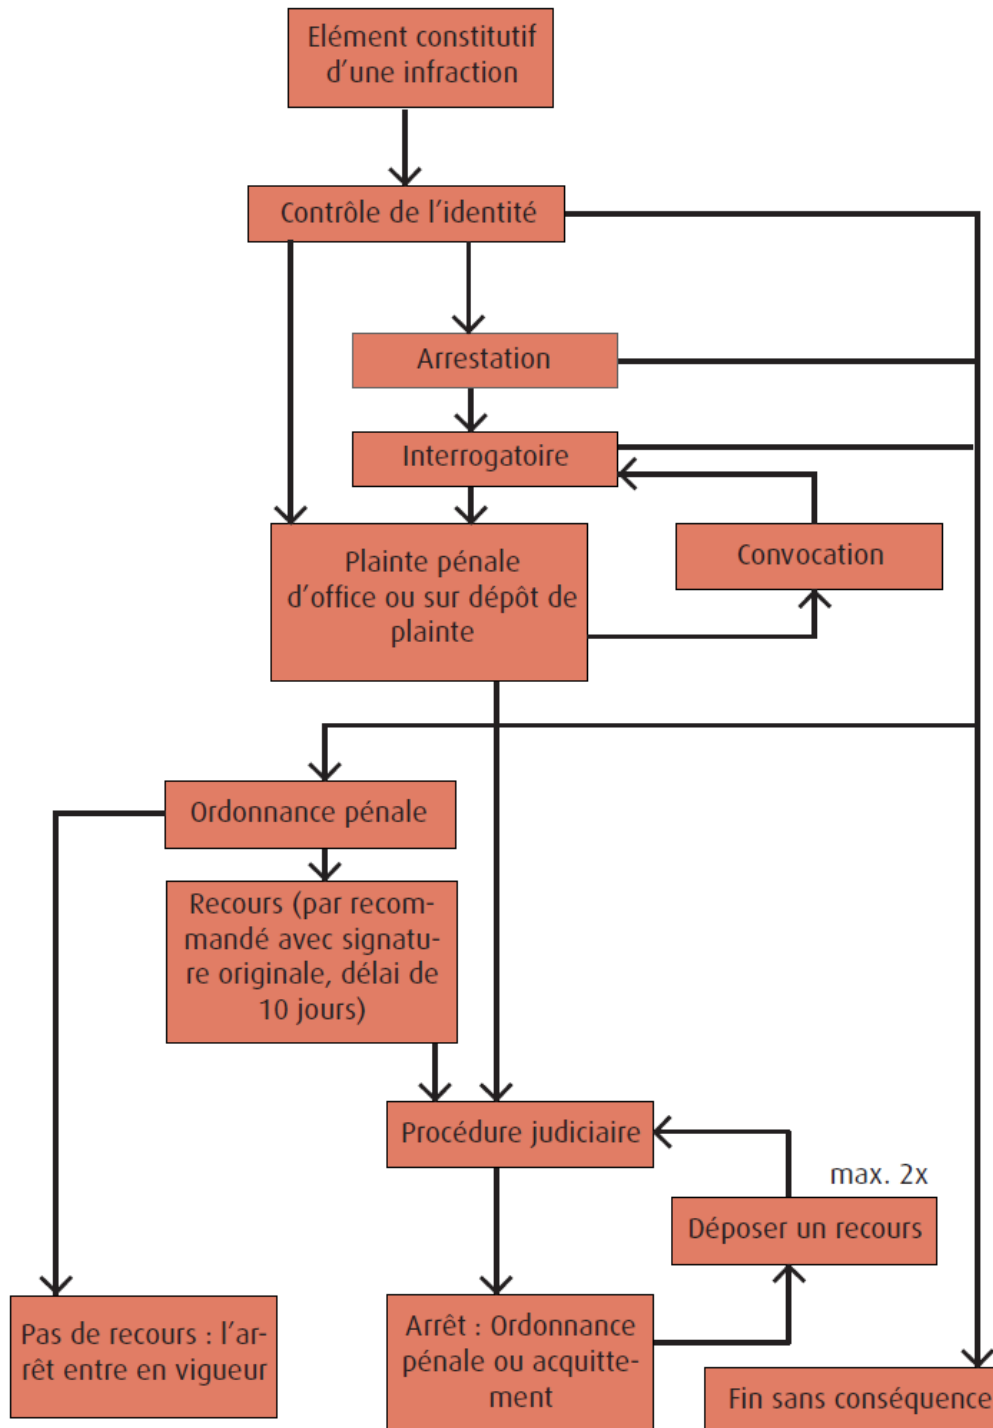 Elément constitutif
d'une infraction
Contrôle de l'identité
Arrestation
Interrogatoire
Plainte pénale
d'office ou sur dépôt de
plainte
Convocation
Ordonnance pénale
Recours (par recom-
mandé avec signatu-
re originale, délai de
10 jours)
Procédure judiciaire
max. 2x
Déposer un recours
Pas de recours : l'ar-
rêt entre en vigueur
Arrêt : Ordonnance
pénale ou acquitte-
ment
Fin sans conséquence